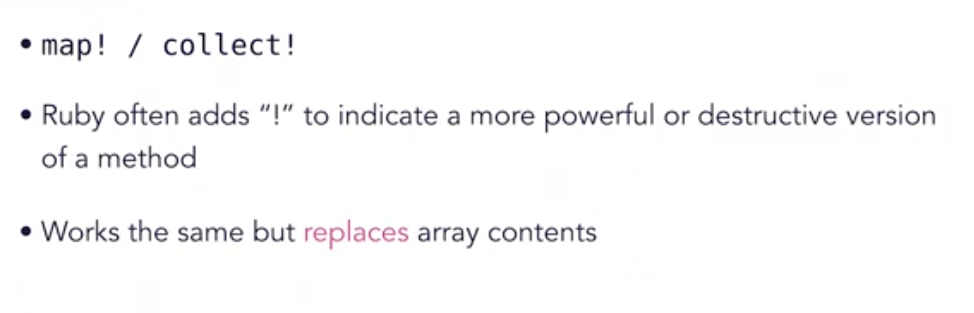 • map! / collect!
• Ruby often adds “!” to indicate a more powerful or destructive version
of a method
• Works the same but replaces array contents